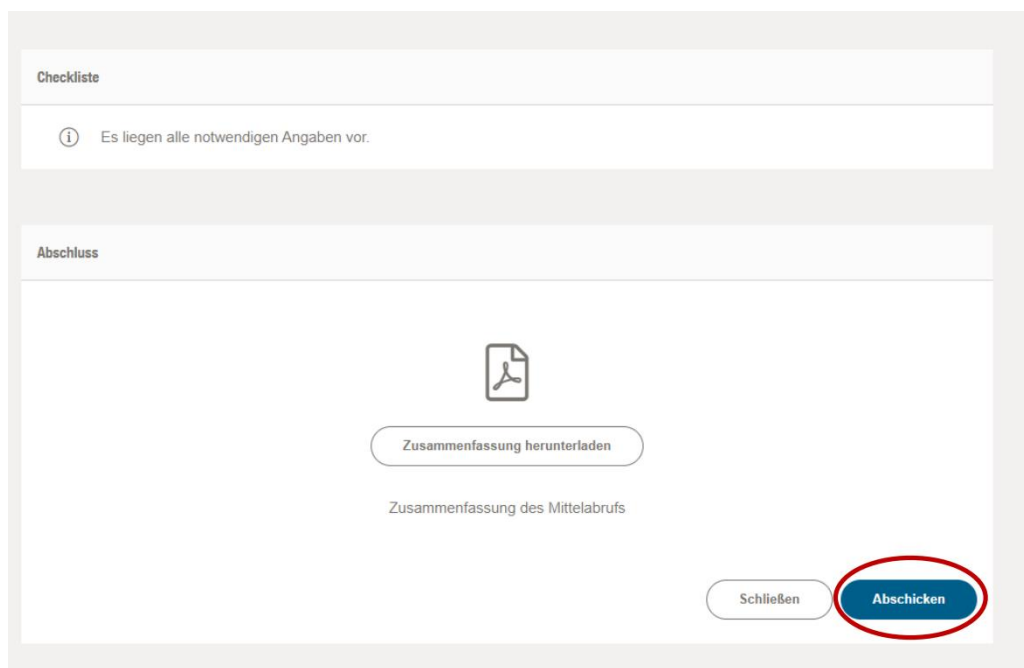 Checkliste
Es liegen alle notwendigen Angaben vor.
Abschluss
Zusammenfassung herunterladen
Zusammenfassung des Mittelabrufs
Schließen
Abschicken